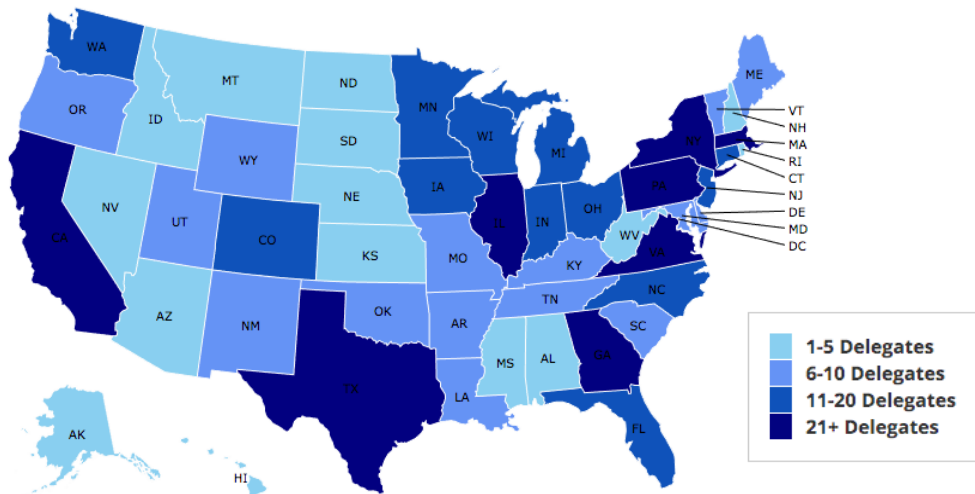 WA
MT
ND
ME
OR
MN
VT
ID
SD
WI
NH
NY
MA
WY
MI
RI
CT
IA
PA
NE
NJ
NV
UT
IL
IN
OH
DE
CA
CO
WV
MD
DC
KS
MO
KY
VA
NC
TN
AZ
NM
OK
AR
SC
MS
AL
GA
TX
LA
FL
AK
HI
1-5 Delegates
6-10 Delegates
11-20 Delegates
21+ Delegates